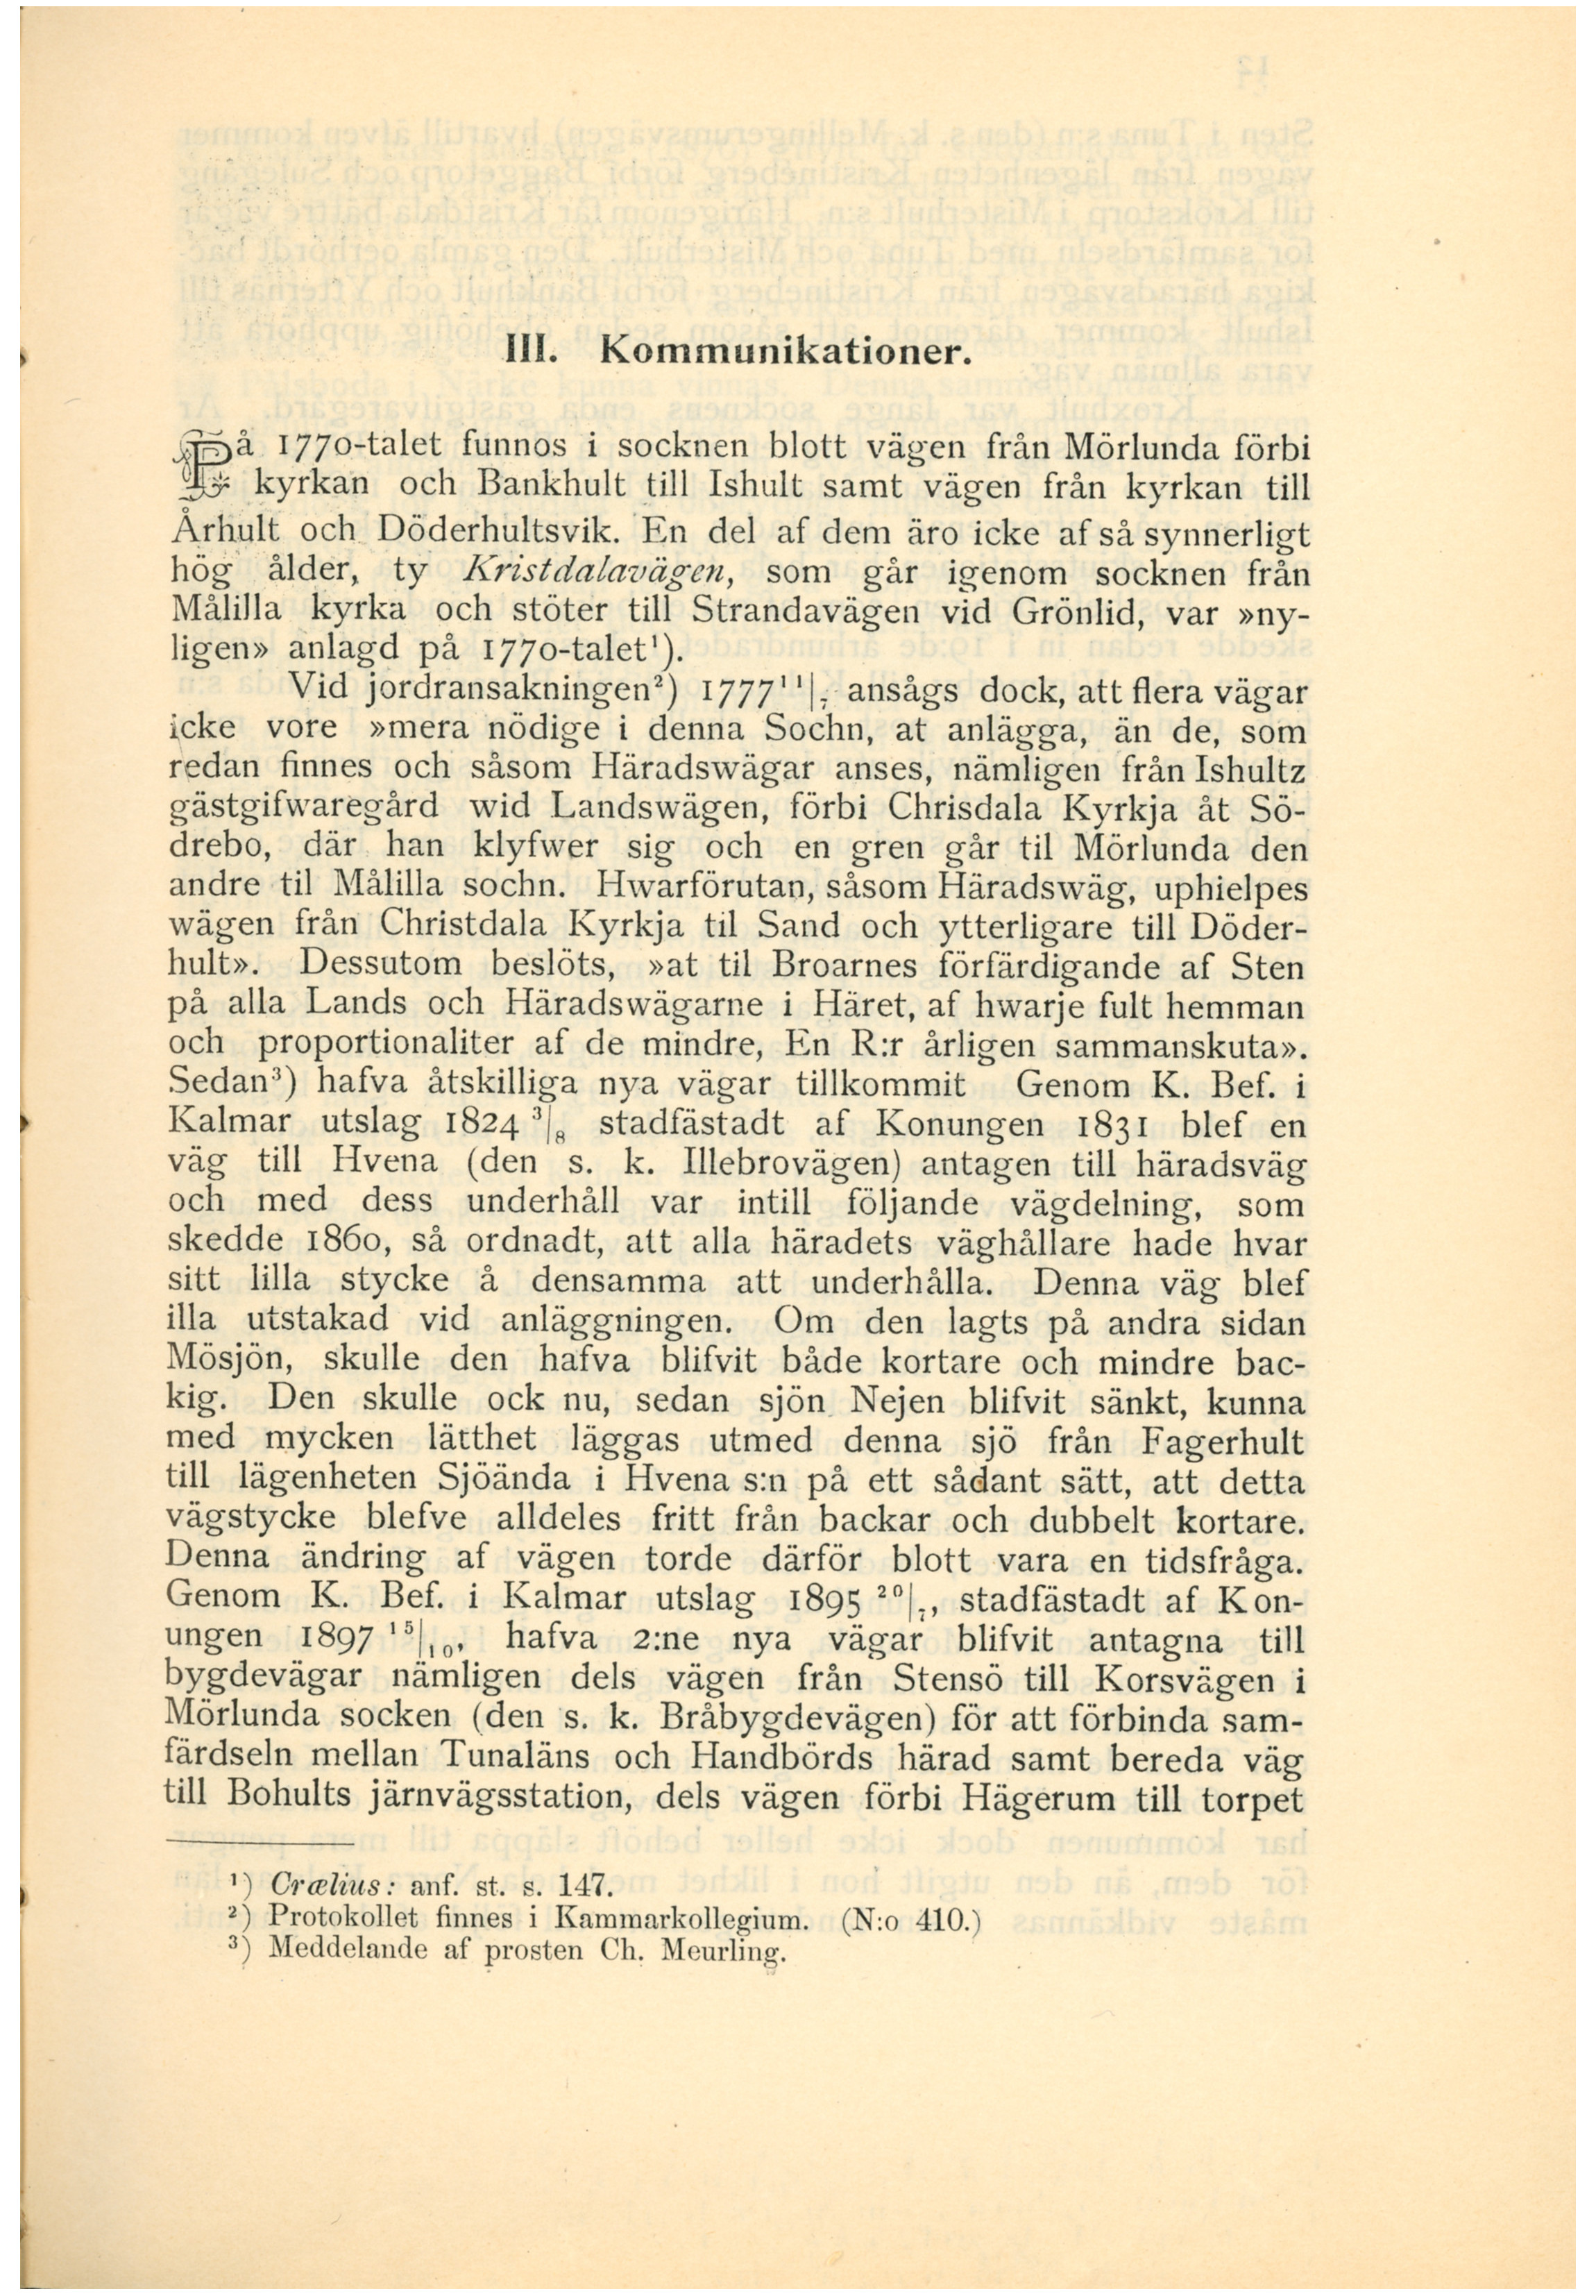 III. Kommunikationer.
På 1770-talet funnos i socknen blott vägen från Mörlunda förbi
kyrkan och Bankhult till Ishult samt vägen från kyrkan till
Århult och Döderhultsvik. En del af dem äro icke af så synnerligt
hög ålder, ty Kristdalavägen, som går igenom socknen från
Målilla kyrka och stöter till Strandavägen vid Grönlid, var »ny-
ligen» anlagd på 1770-talet¹).
Vid jordransakningen²) 1777 ¹¹|₇ ansågs dock, att flera vägar
icke vore »mera nödige i denna Sochn, at anlägga, än de, som
redan finnes och såsom Häradswägar anses, nämligen från Ishultz
gästgifwaregård wid Landswägen, förbi Chrisdala Kyrkja åt Sö-
drebo, där han klyfwer sig och en gren går til Mörlunda den
andre til Målilla sochn. Hwarförutan, såsom Häradswäg, uphielpes
wägen från Christdala Kyrkja til Sand och ytterligare till Döder-
hult». Dessutom beslöts, »at til Broarnes förfärdigande af Sten
på alla Lands och Häradswägarne i Häret, af hwarje fult hemman
och proportionaliter af de mindre, En R:r årligen sammanskuta».
Sedan³) hafva åtskilliga nya vägar tillkommit Genom K. Bef. i
Kalmar utslag 1824 ³|₈ stadfästadt af Konungen 1831 blef en
väg till Hvena (den s. k. Illebrovägen) antagen till häradsväg
och med dess underhåll var intill följande vägdelning, som
skedde 1860, så ordnadt, att alla häradets väghållare hade hvar
sitt lilla stycke å densamma att underhålla. Denna väg blef
illa utstakad vid anläggningen. Om den lagts på andra sidan
Mösjön, skulle den hafva blifvit både kortare och mindre bac-
kig. Den skulle ock nu, sedan sjön Nejen blifvit sänkt, kunna
med mycken lätthet läggas utmed denna sjö från Fagerhult
till lägenheten Sjöända i Hvena s:n på ett sådant sätt, att detta
vägstycke blefve alldeles fritt från backar och dubbelt kortare.
Denna ändring af vägen torde därför blott vara en tidsfråga.
Genom K. Bef. i Kalmar utslag 1895 ²⁰|₇, stadfästadt af Kon-
ungen 1897 ¹⁵|₁₀, hafva 2:ne nya vägar blifvit antagna till
bygdevägar nämligen dels vägen från Stensö till Korsvägen i
Mörlunda socken (den s. k. Bråbygdevägen) för att förbinda sam-
färdseln mellan Tunaläns och Handbörds härad samt bereda väg
till Bohults järnvägsstation, dels vägen förbi Hägerum till torpet
¹) Crælius: anf. st. s. 147.
²) Protokollet finnes i Kammarkollegium. (N:o 410.)
³) Meddelande af prosten Ch. Meurling.